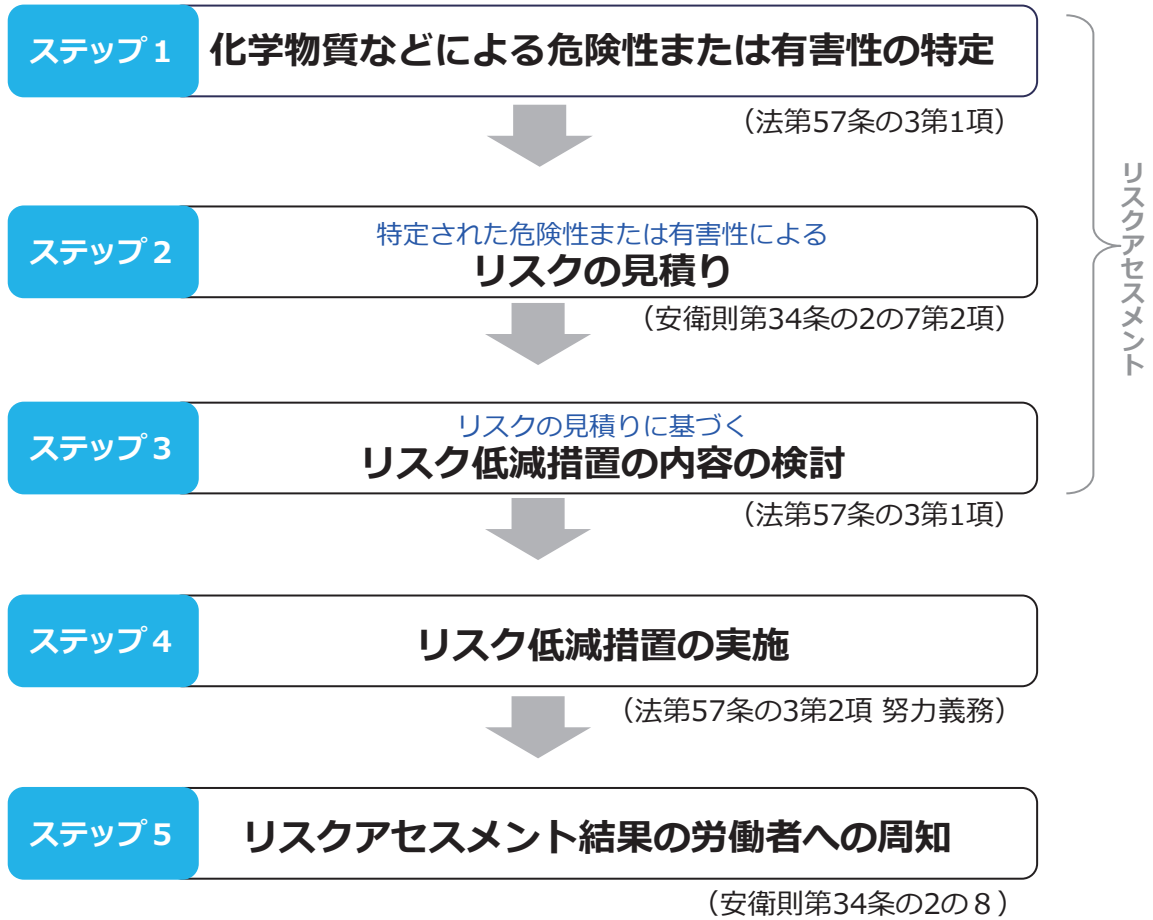 ステップ１
化学物質などによる危険性または有害性の特定
（法第57条の3第1項）
ステップ２
特定された危険性または有害性による
リスクの見積り
（安衛則第34条の2の7第2項）
ステップ３
リスクの見積りに基づく
リスク低減措置の内容の検討
（法第57条の3第1項）
リスクアセスメント
ステップ４
リスク低減措置の実施
（法第57条の3第2項 努力義務）
ステップ５
リスクアセスメント結果の労働者への周知
（安衛則第34条の2の８）